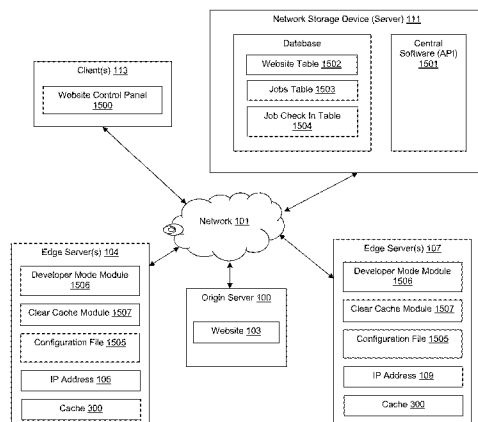 Network Storage Device (Server) 111
Database
Website Table 1502
Jobs Table 1503
Job Check In Table
1504
Central
Software (API)
1501
Client(s) 113
Website Control Panel
1500
Network 101
Edge Server(s) 104
Developer Mode Module
1506
Clear Cache Module 1507
Configuration File 1505
IP Address 105
Cache 300
Origin Server 100
Website 103
Edge Server(s) 107
Developer Mode Module
1506
Clear Cache Module 1507
Configuration File 1505
IP Address 109
Cache 300